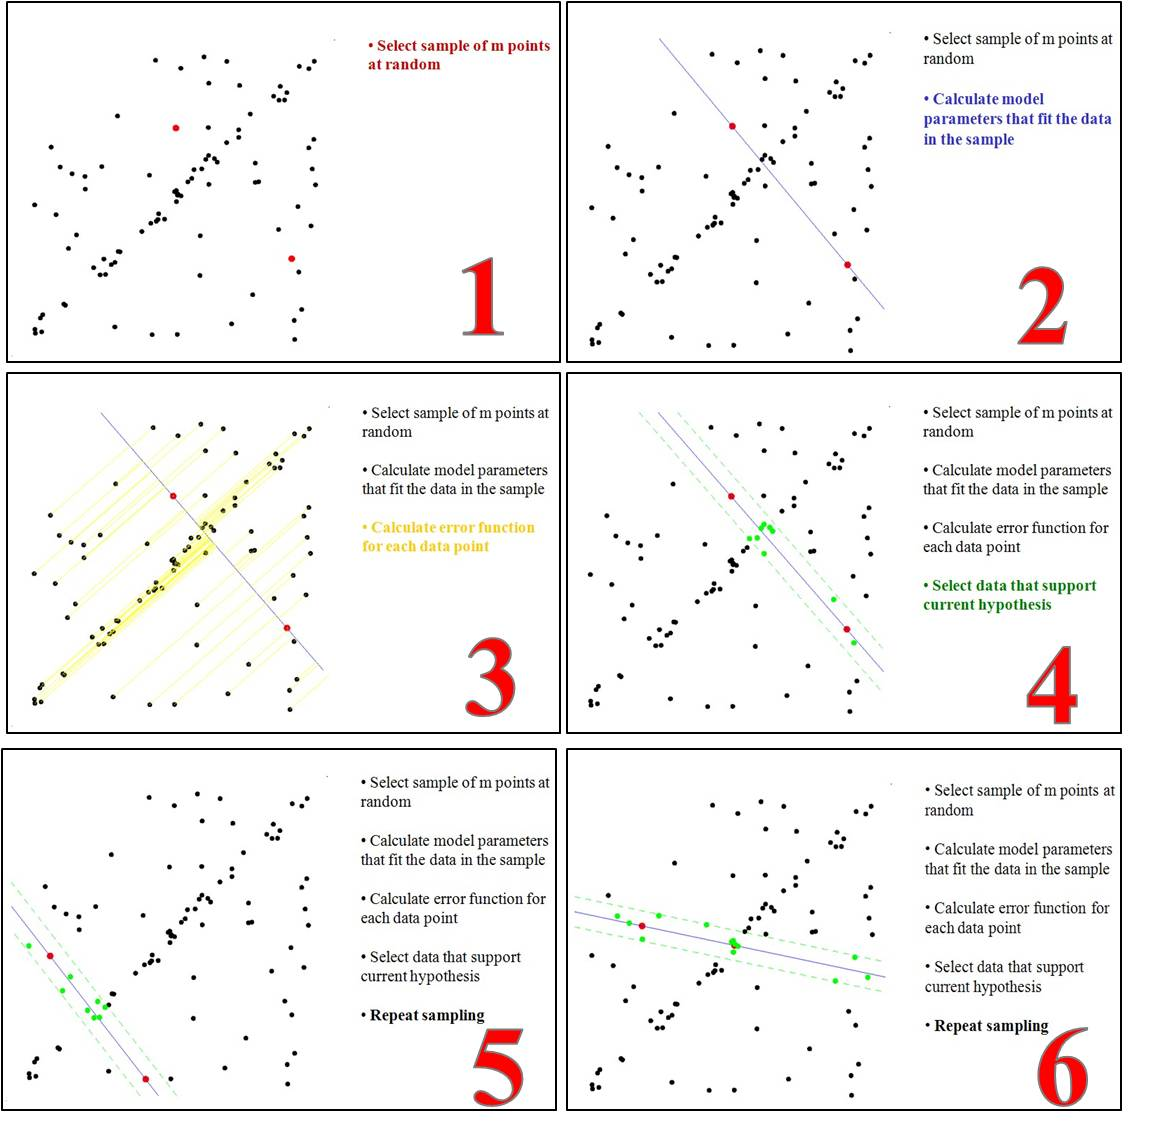 • Select sample of m points
at random
1
• Select sample of m points at
random
• Calculate model
parameters that fit the data
in the sample
2
• Select sample of m points at
random
• Calculate model parameters
that fit the data in the sample
• Calculate error function
for each data point
3
• Select sample of m points at
random
• Calculate model parameters
that fit the data in the sample
• Calculate error function for
each data point
• Select data that support
current hypothesis
4
• Select sample of m points at
random
• Calculate model parameters
that fit the data in the sample
• Calculate error function for
each data point
• Select data that support
current hypothesis
• Repeat sampling
5
• Select sample of m points at
random
• Calculate model parameters
that fit the data in the sample
• Calculate error function for
each data point
• Select data that support
current hypothesis
• Repeat sampling
6